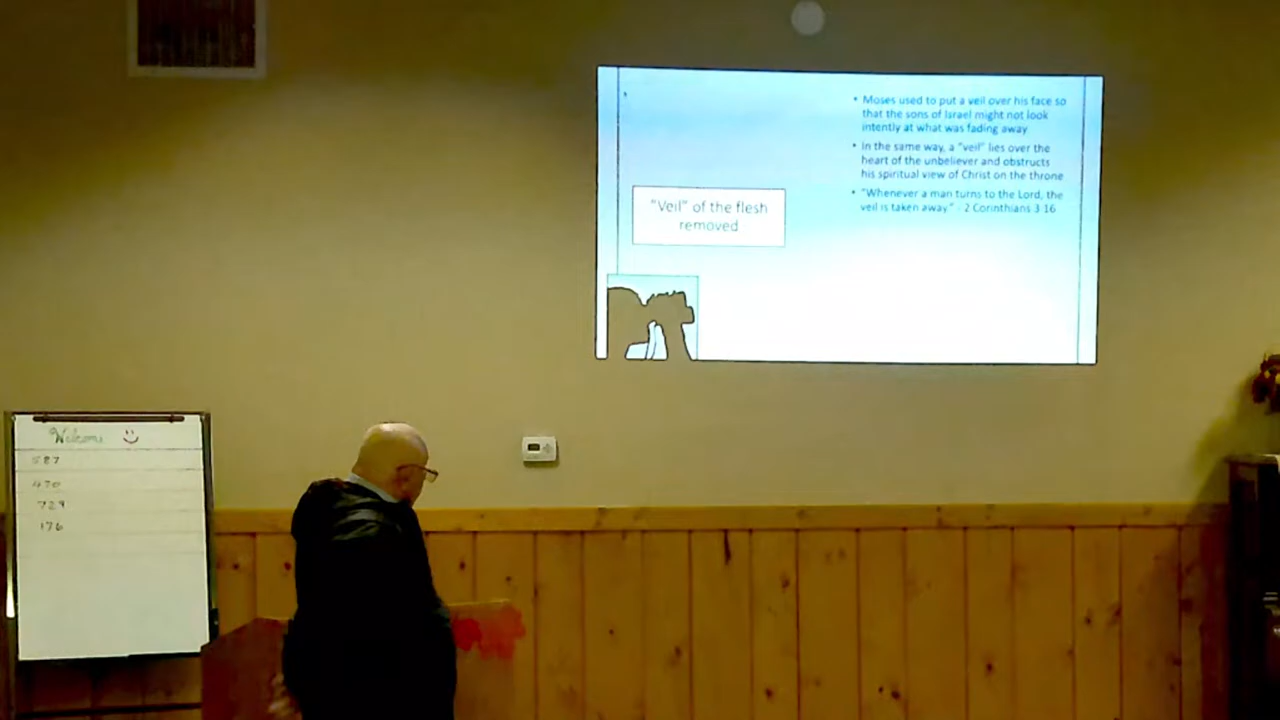 • Moses used to put a veil over his face so
that the sons of Israel might not look
intently at what was fading away
• In the same way, a "veil" lies over the
heart of the unbeliever and obstructs
his spiritual view of Christ on the throne
• "Whenever a man turns to the Lord, the
veil is taken away." - 2 Corinthians 3:16
"Veil" of the flesh
removed
Welcome
587
470
729
176